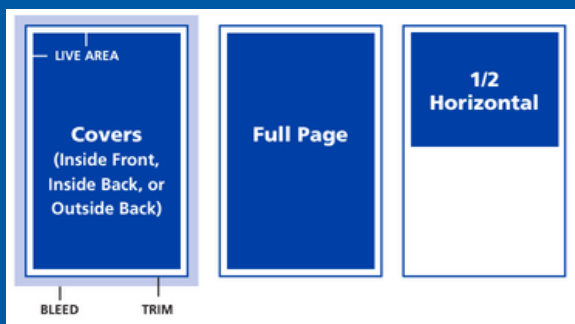 LIVE AREA
Covers
(Inside Front,
Inside Back, or
Outside Back)
BLEED
TRIM
Full Page
1/2
Horizontal